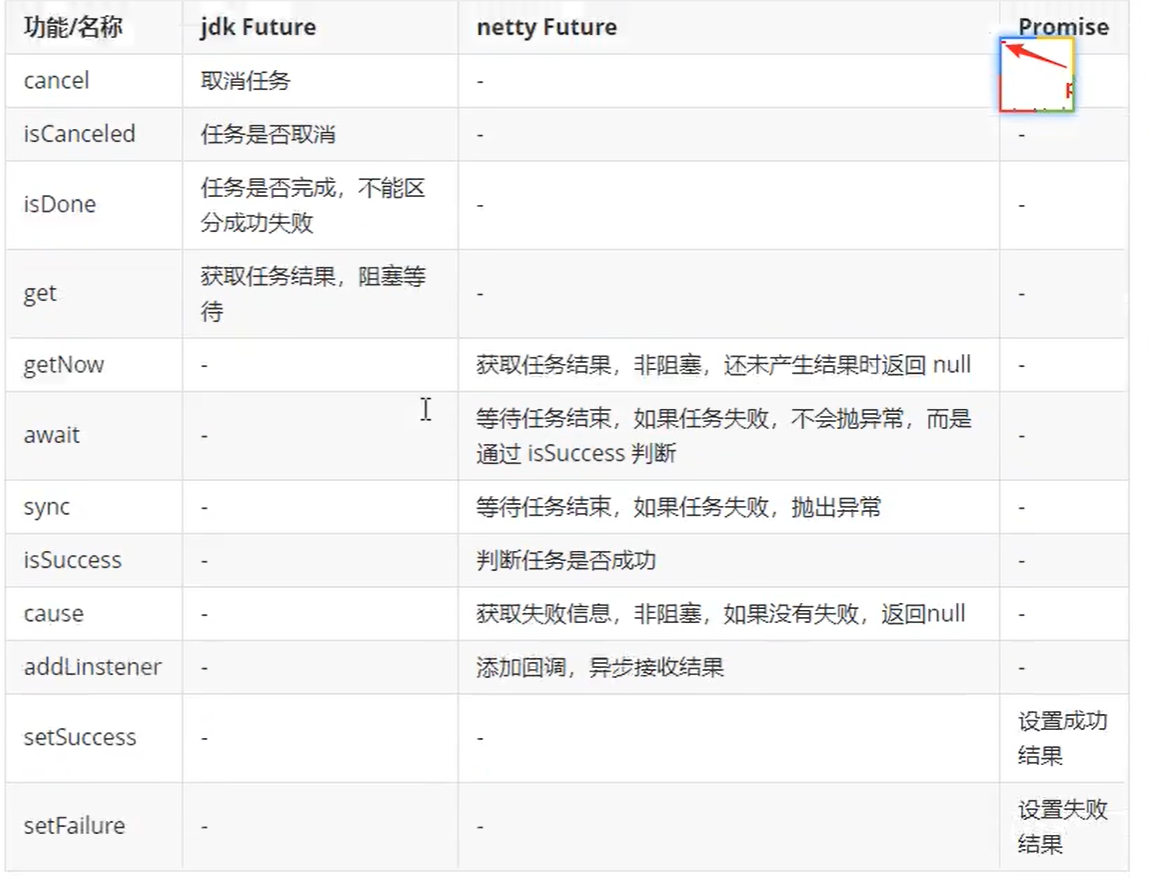 功能/名称 jdk Future netty Future Promise
cancel 取消任务 -
isCanceled 任务是否取消 - -
isDone 任务是否完成，不能区 - -
分成功失败
get 获取任务结果，阻塞等 - -
待
getNow - 获取任务结果，非阻塞，还未产生结果时返回 null -
await - 等待任务结束，如果任务失败，不会抛异常，而是 -
通过 isSuccess 判断
sync - 等待任务结束，如果任务失败，抛出异常 -
isSuccess - 判断任务是否成功 -
cause - 获取失败信息，非阻塞，如果没有失败，返回null -
addLinstener - 添加回调，异步接收结果 -
setSuccess - - 设置成功
结果
setFailure - - 设置失败
结果